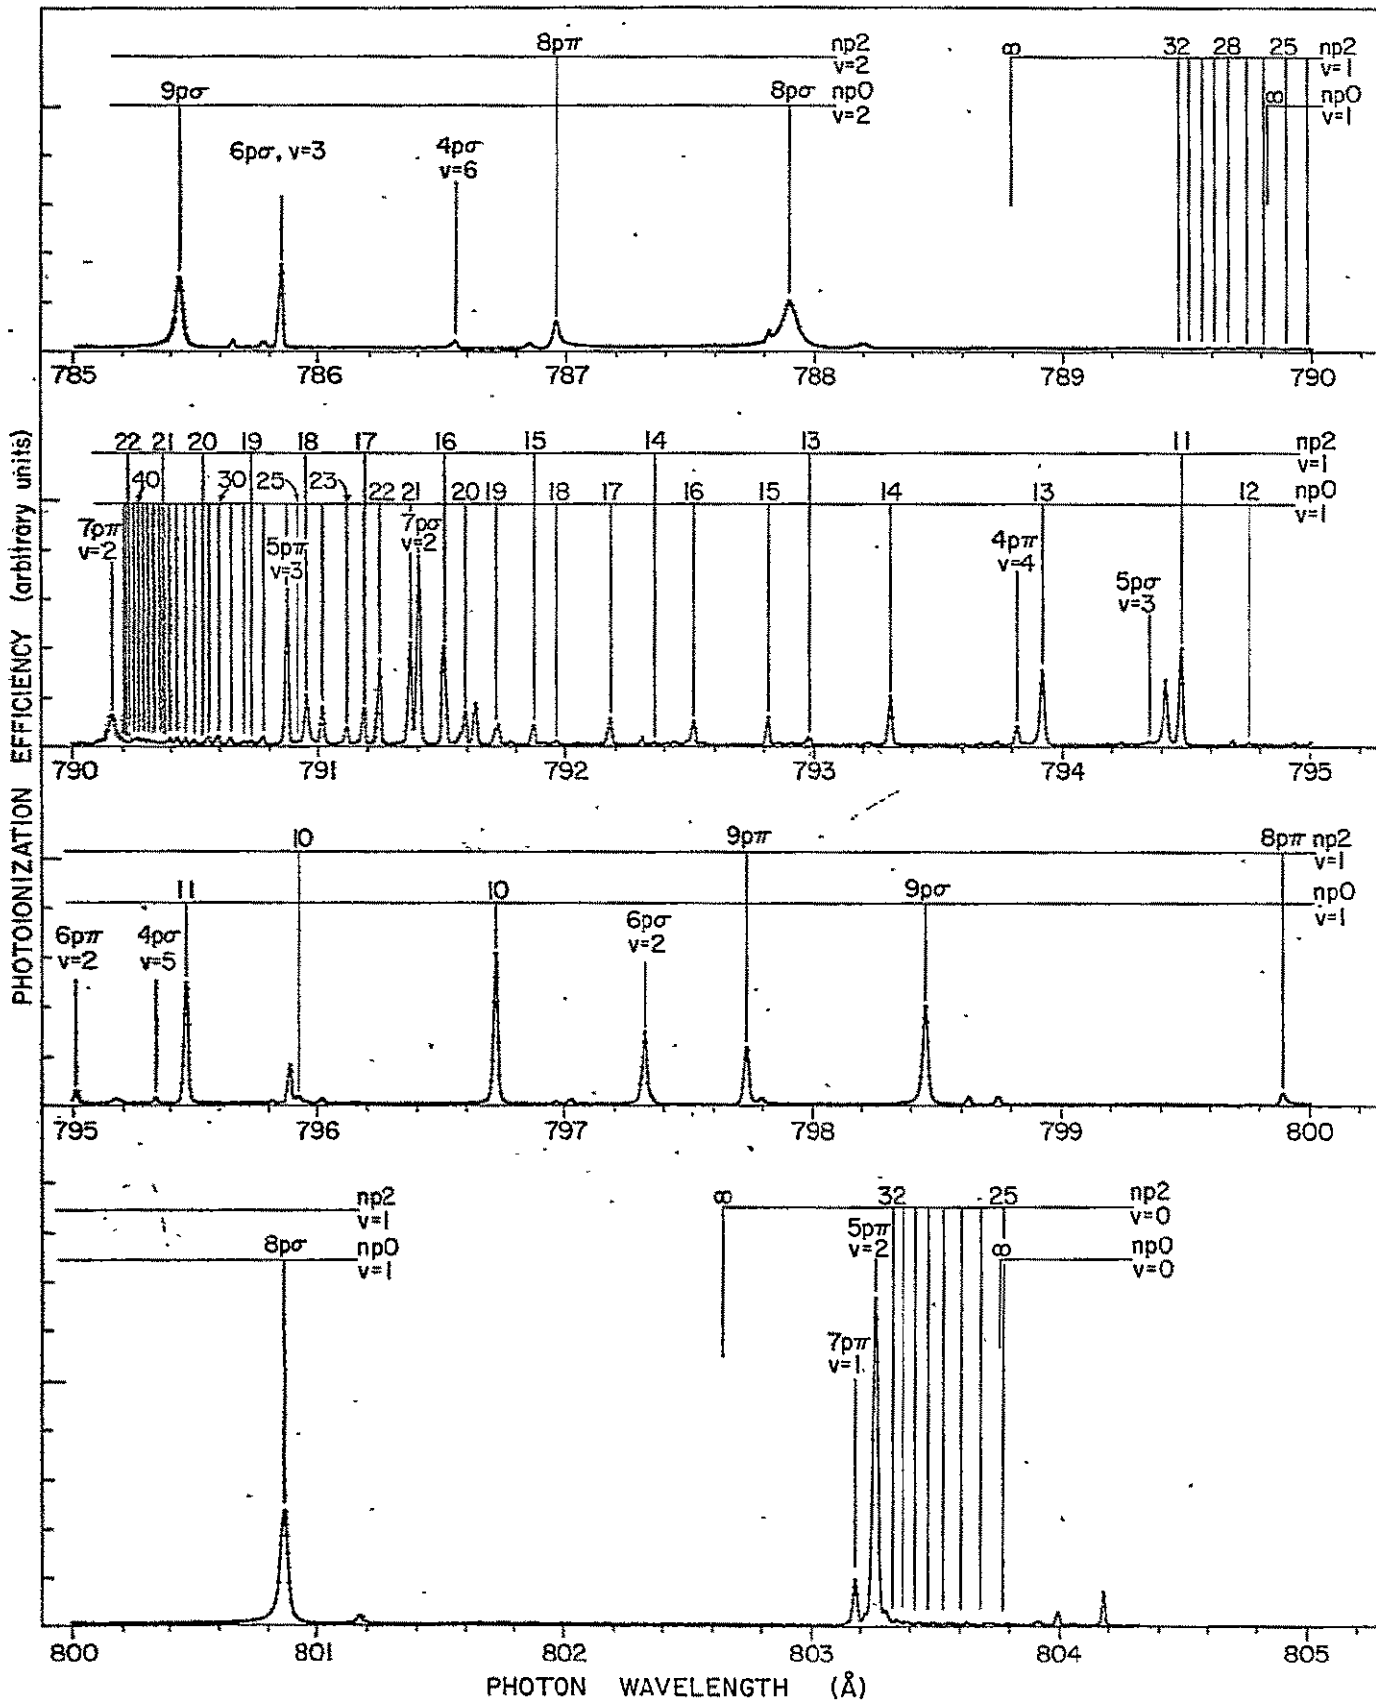 8pπ np2
v=2
9pσ 8pσ np0
v=2
6pσ, v=3
4pσ
v=6
∞ 32 28 25 np2
v=1
∞ np0
v=1
785 786 787 788 789 790
22 21 20 19 18 17 16 15 14 13 11 np2
v=1
40 30 25 23 22 21 20 19 18 17 16 15 14 13 12 np0
v=1
7pπ
v=2
5pπ
v=3
7pσ
v=2
4pπ
v=4
5pσ
v=3
790 791 792 793 794 795
10 9pπ 8pπ np2
v=1
11 10 9pσ np0
v=1
6pπ
v=2
4pσ
v=5
6pσ
v=2
795 796 797 798 799 800
np2
v=1
8pσ np0
v=1
∞ 32 25 np2
v=0
5pπ
v=2
∞ np0
v=0
7pπ
v=1
800 801 802 803 804 805
PHOTON WAVELENGTH (Å)
PHOTOIONIZATION EFFICIENCY (arbitrary units)